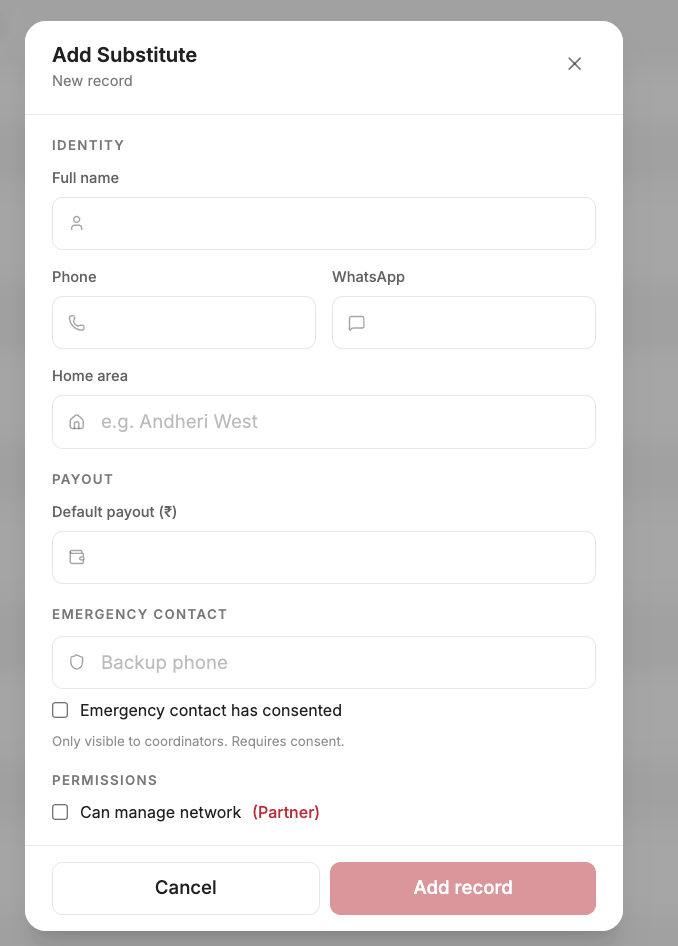 Add Substitute
New record
IDENTITY
Full name
Phone
WhatsApp
Home area
e.g. Andheri West
PAYOUT
Default payout (₹)
EMERGENCY CONTACT
Backup phone
Emergency contact has consented
Only visible to coordinators. Requires consent.
PERMISSIONS
Can manage network (Partner)
Cancel
Add record